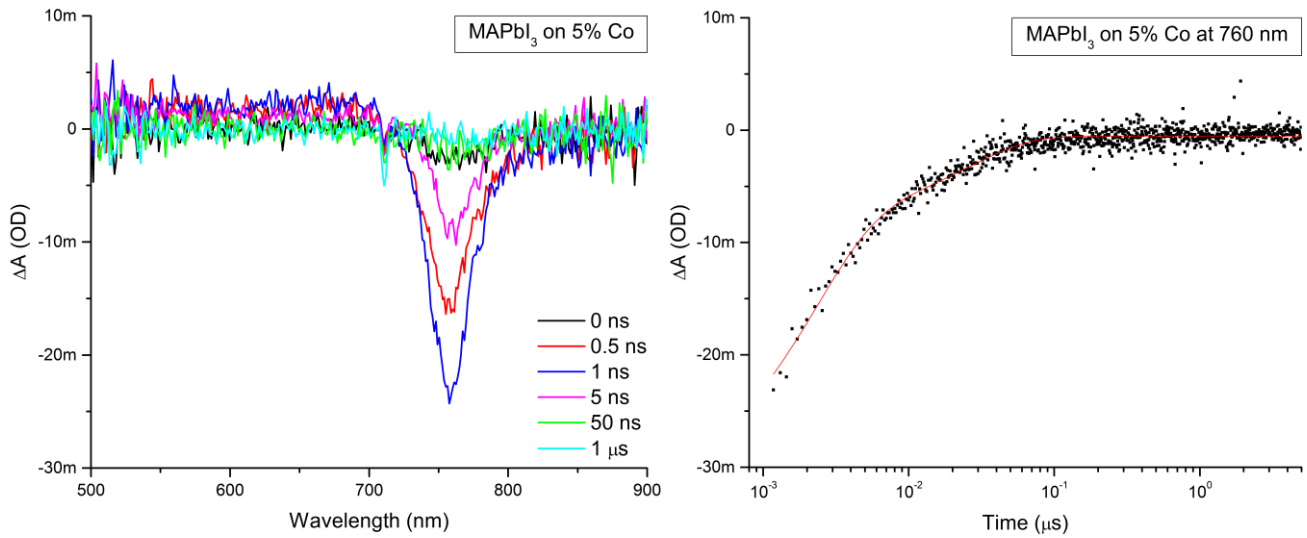 MAPbI₃ on 5% Co
10m
0
-10m
-20m
-30m
ΔA (OD)
500
600
700
800
900
Wavelength (nm)
0 ns
0.5 ns
1 ns
5 ns
50 ns
1 μs
MAPbI₃ on 5% Co at 760 nm
10m
0
-10m
-20m
-30m
ΔA (OD)
10⁻³
10⁻²
10⁻¹
10⁰
Time (μs)